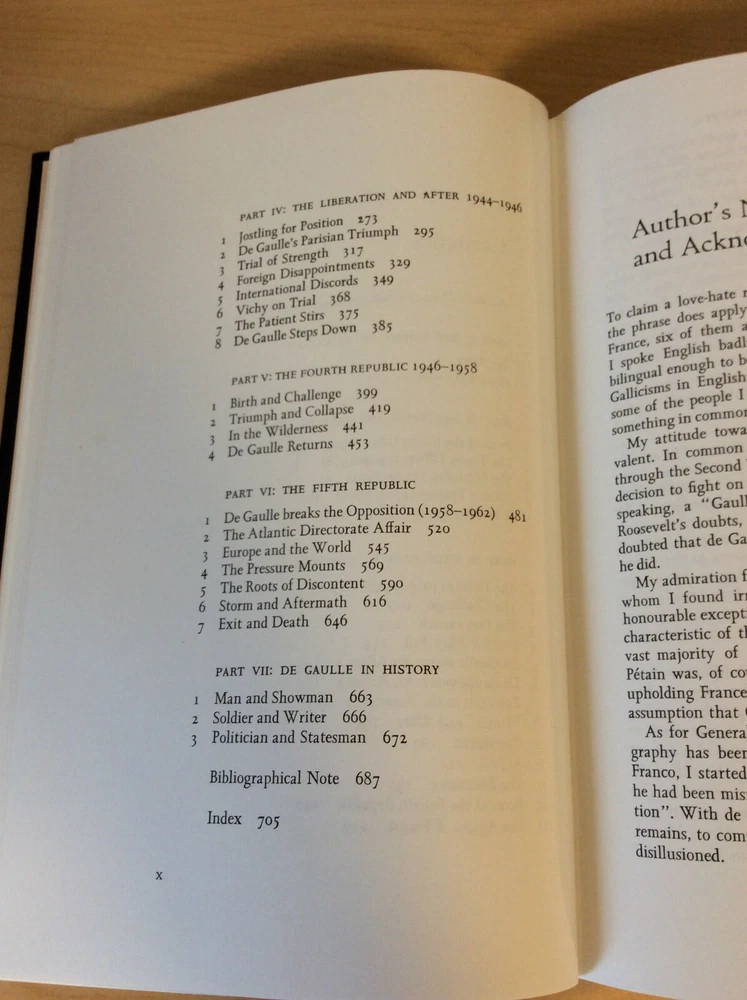 PART IV: THE LIBERATION AND AFTER 1944–1946
1 Jostling for Position 273
2 De Gaulle's Parisian Triumph 295
3 Trial of Strength 317
4 Foreign Disappointments 329
5 International Discords 349
6 Vichy on Trial 368
7 The Patient Stirs 375
8 De Gaulle Steps Down 385
PART V: THE FOURTH REPUBLIC 1946–1958
1 Birth and Challenge 399
2 Triumph and Collapse 419
3 In the Wilderness 441
4 De Gaulle Returns 453
PART VI: THE FIFTH REPUBLIC
1 De Gaulle breaks the Opposition (1958–1962) 481
2 The Atlantic Directorate Affair 520
3 Europe and the World 545
4 The Pressure Mounts 569
5 The Roots of Discontent 590
6 Storm and Aftermath 616
7 Exit and Death 646
PART VII: DE GAULLE IN HISTORY
1 Man and Showman 663
2 Soldier and Writer 666
3 Politician and Statesman 672
Bibliographical Note 687
Index 705
x
Author's
and
To claim a love-hate
the phrase does apply
France, six of them a
I spoke English
bilingual enough to
Gallicisms in English
some of the people I
something in
My attitude
valent. In common
through the Second
decision to fight on
speaking, a "Gaull
Roosevelt's doubts,
doubted that de
he did.
My admiration
whom I found
honourable
characteristic of
vast majority of
Pétain was, of
upholding France
assumption that
As for
graphy has been
Franco, I started
he had been
tion". With de
remains, to
disillusioned.